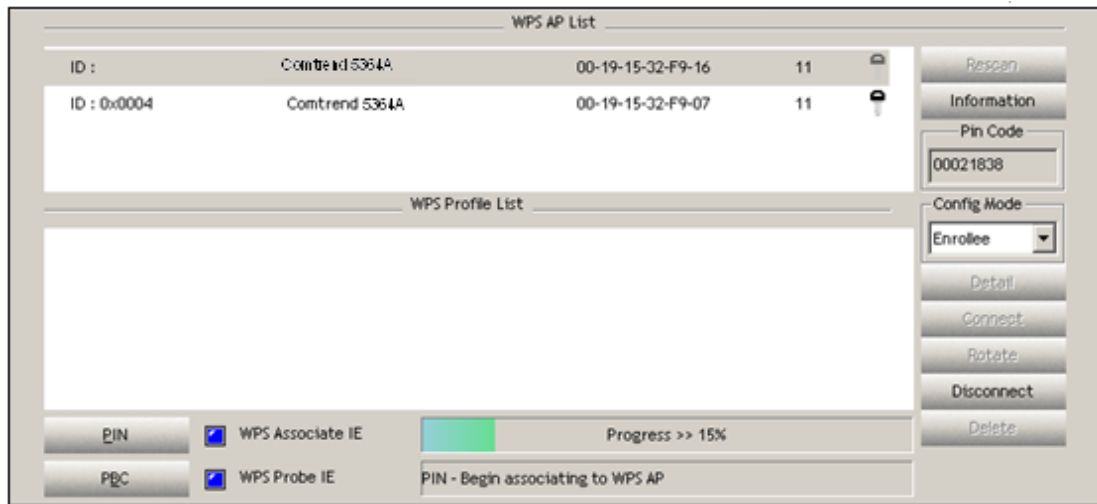 WPS AP List
ID : Comtrend 5364A 00-19-15-32-F9-16 11
Rescan
ID : 0x0004 Comtrend 5364A 00-19-15-32-F9-07 11
Information
Pin Code
00021838
WPS Profile List
Config Mode
Enrollee
Detail
Connect
Rotate
Disconnect
PIN WPS Associate IE Progress >> 15% Delete
PBC WPS Probe IE PIN - Begin associating to WPS AP